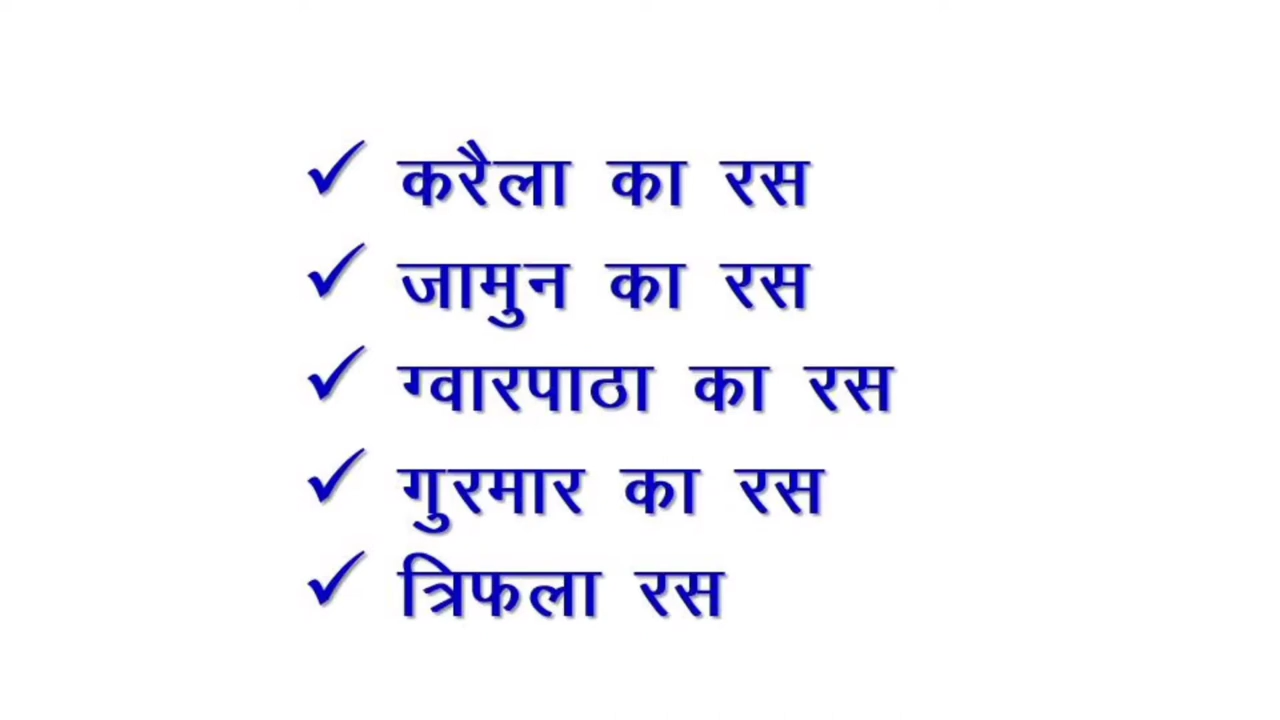 ✓ करैला का रस
✓ जामुन का रस
✓ ग्वारपाठा का रस
✓ गुरमार का रस
✓ त्रिफला रस